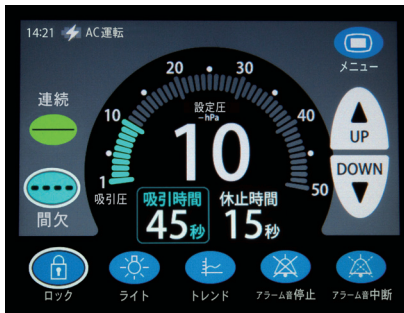 14:21 AC運転
メニュー
連続
間欠
20 30
10 40
1 50
設定圧
-hPa
10
吸引圧
吸引時間 休止時間
45秒 15秒
UP
DOWN
ロック ライト トレンド アラーム音停止 アラーム音中断